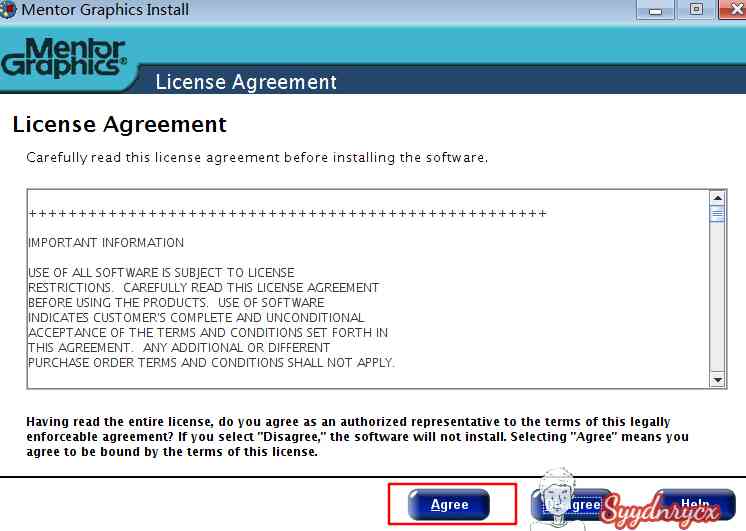 Mentor Graphics Install
Mentor
Graphics®
License Agreement
License Agreement
Carefully read this license agreement before installing the software.
++++++++++++++++++++++++++++++++++++++++++++++++++++
IMPORTANT INFORMATION
USE OF ALL SOFTWARE IS SUBJECT TO LICENSE
RESTRICTIONS.  CAREFULLY READ THIS LICENSE AGREEMENT
BEFORE USING THE PRODUCTS.  USE OF SOFTWARE
INDICATES CUSTOMER'S COMPLETE AND UNCONDITIONAL
ACCEPTANCE OF THE TERMS AND CONDITIONS SET FORTH IN
THIS AGREEMENT.  ANY ADDITIONAL OR DIFFERENT
PURCHASE ORDER TERMS AND CONDITIONS SHALL NOT APPLY.
Having read the entire license, do you agree as an authorized representative to the terms of this legally
enforceable agreement? If you select "Disagree," the software will not install. Selecting "Agree" means you
agree to be bound by the terms of this license.
Agree
Help
Syydnrycx